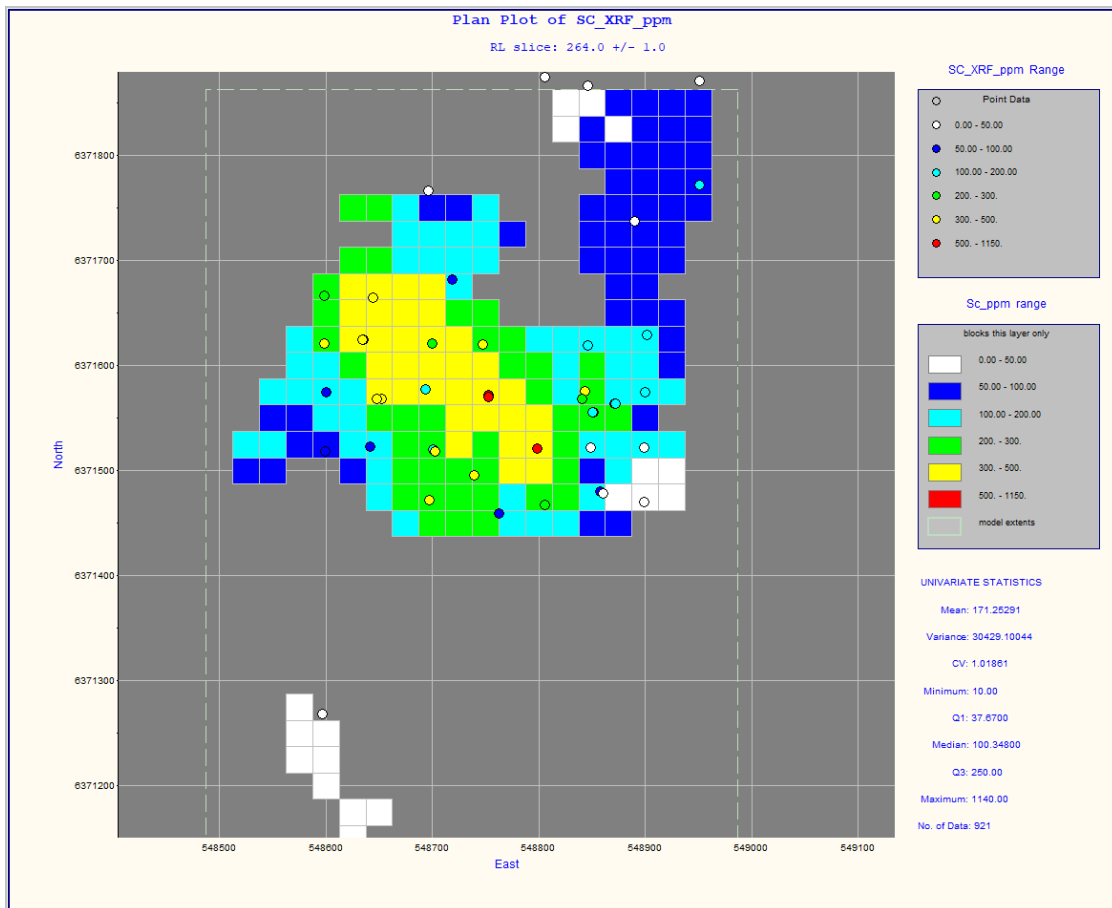 Plan Plot of SC_XRF_ppm
RL slice: 264.0 +/- 1.0
SC_XRF_ppm Range
Point Data
0.00 - 50.00
50.00 - 100.00
100.00 - 200.00
200. - 300.
300. - 500.
500. - 1150.
Sc_ppm range
blocks this layer only
0.00 - 50.00
50.00 - 100.00
100.00 - 200.00
200. - 300.
300. - 500.
500. - 1150.
model extents
UNIVARIATE STATISTICS
Mean: 171.25291
Variance: 30429.10044
CV: 1.01861
Minimum: 10.00
Q1: 37.6700
Median: 100.34800
Q3: 250.00
Maximum: 1140.00
No. of Data: 921
North
6371800
6371700
6371600
6371500
6371400
6371300
6371200
548500 548600 548700 548800 548900 549000 549100
East